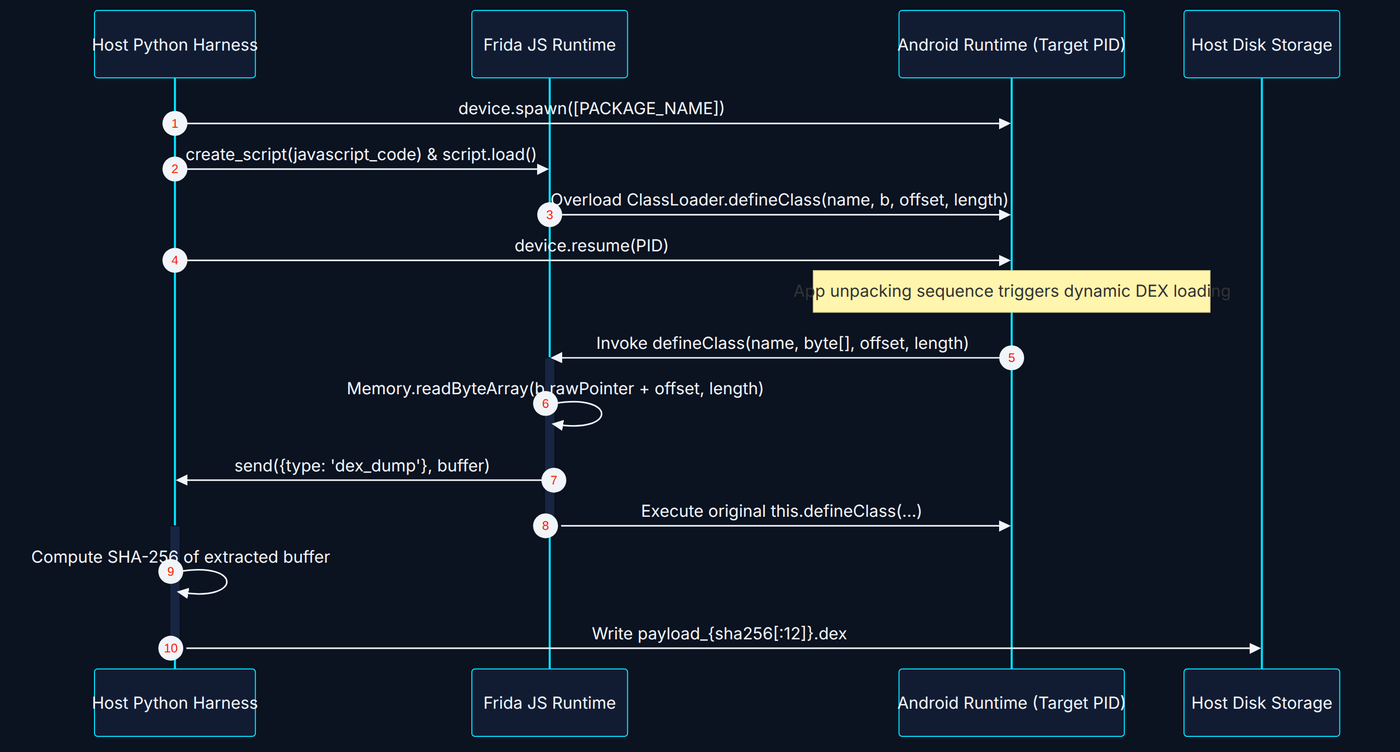 Host Python Harness
Frida JS Runtime
Android Runtime (Target PID)
Host Disk Storage
device.spawn([PACKAGE_NAME])
1
create_script(javascript_code) & script.load()
2
Overload ClassLoader.defineClass(name, b, offset, length)
3
device.resume(PID)
4
App unpacking sequence triggers dynamic DEX loading
Invoke defineClass(name, byte[], offset, length)
5
Memory.readByteArray(b.rawPointer + offset, length)
6
send({type: 'dex_dump'}, buffer)
7
Execute original this.defineClass(...)
8
Compute SHA-256 of extracted buffer
9
Write payload_{sha256[:12]}.dex
10
Host Python Harness
Frida JS Runtime
Android Runtime (Target PID)
Host Disk Storage